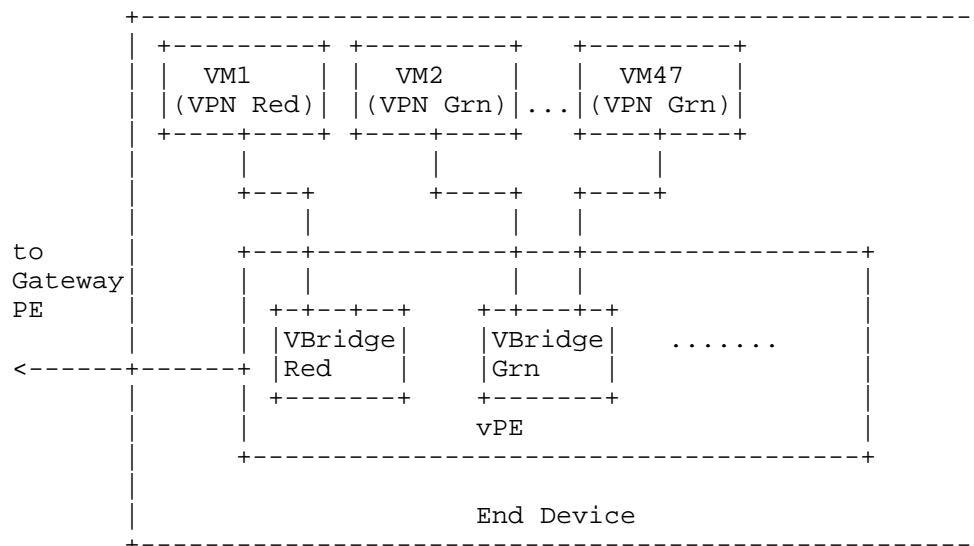 VM1 VM2 VM47
(VPN Red) (VPN Grn)...(VPN Grn)
to
Gateway
PE
VBridge VBridge .......
Red Grn
vPE
End Device